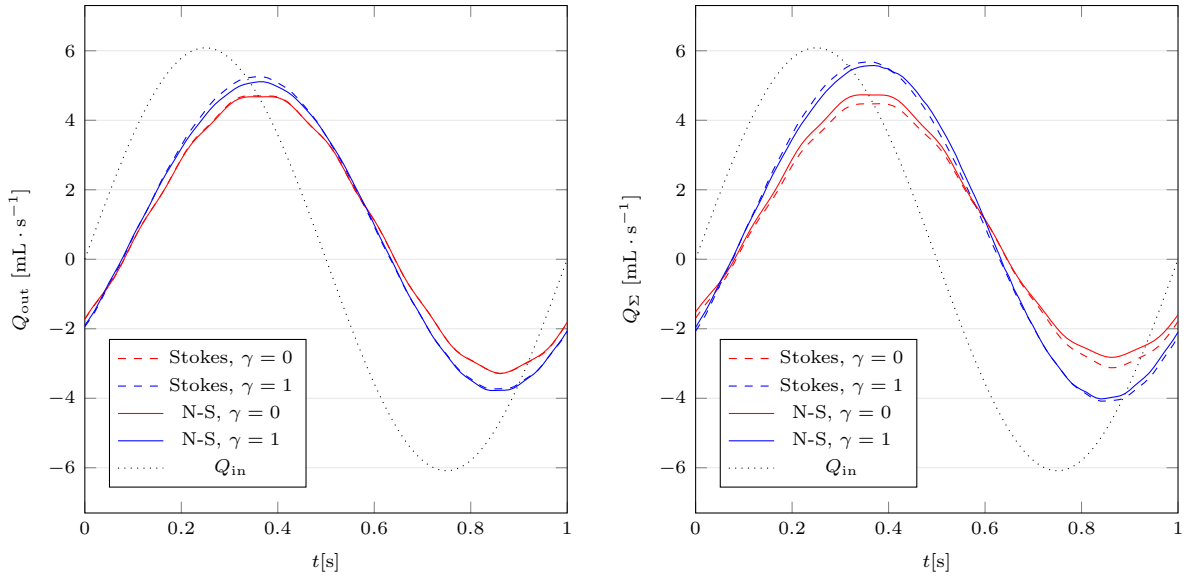 6
4
2
0
−2
−4
−6
0
0.2
0.4
0.6
0.8
1
t[s]
Q_out [mL · s⁻¹]
Stokes, γ = 0
Stokes, γ = 1
N-S, γ = 0
N-S, γ = 1
Q_in
6
4
2
0
−2
−4
−6
0
0.2
0.4
0.6
0.8
1
t[s]
Q_Σ [mL · s⁻¹]
Stokes, γ = 0
Stokes, γ = 1
N-S, γ = 0
N-S, γ = 1
Q_in